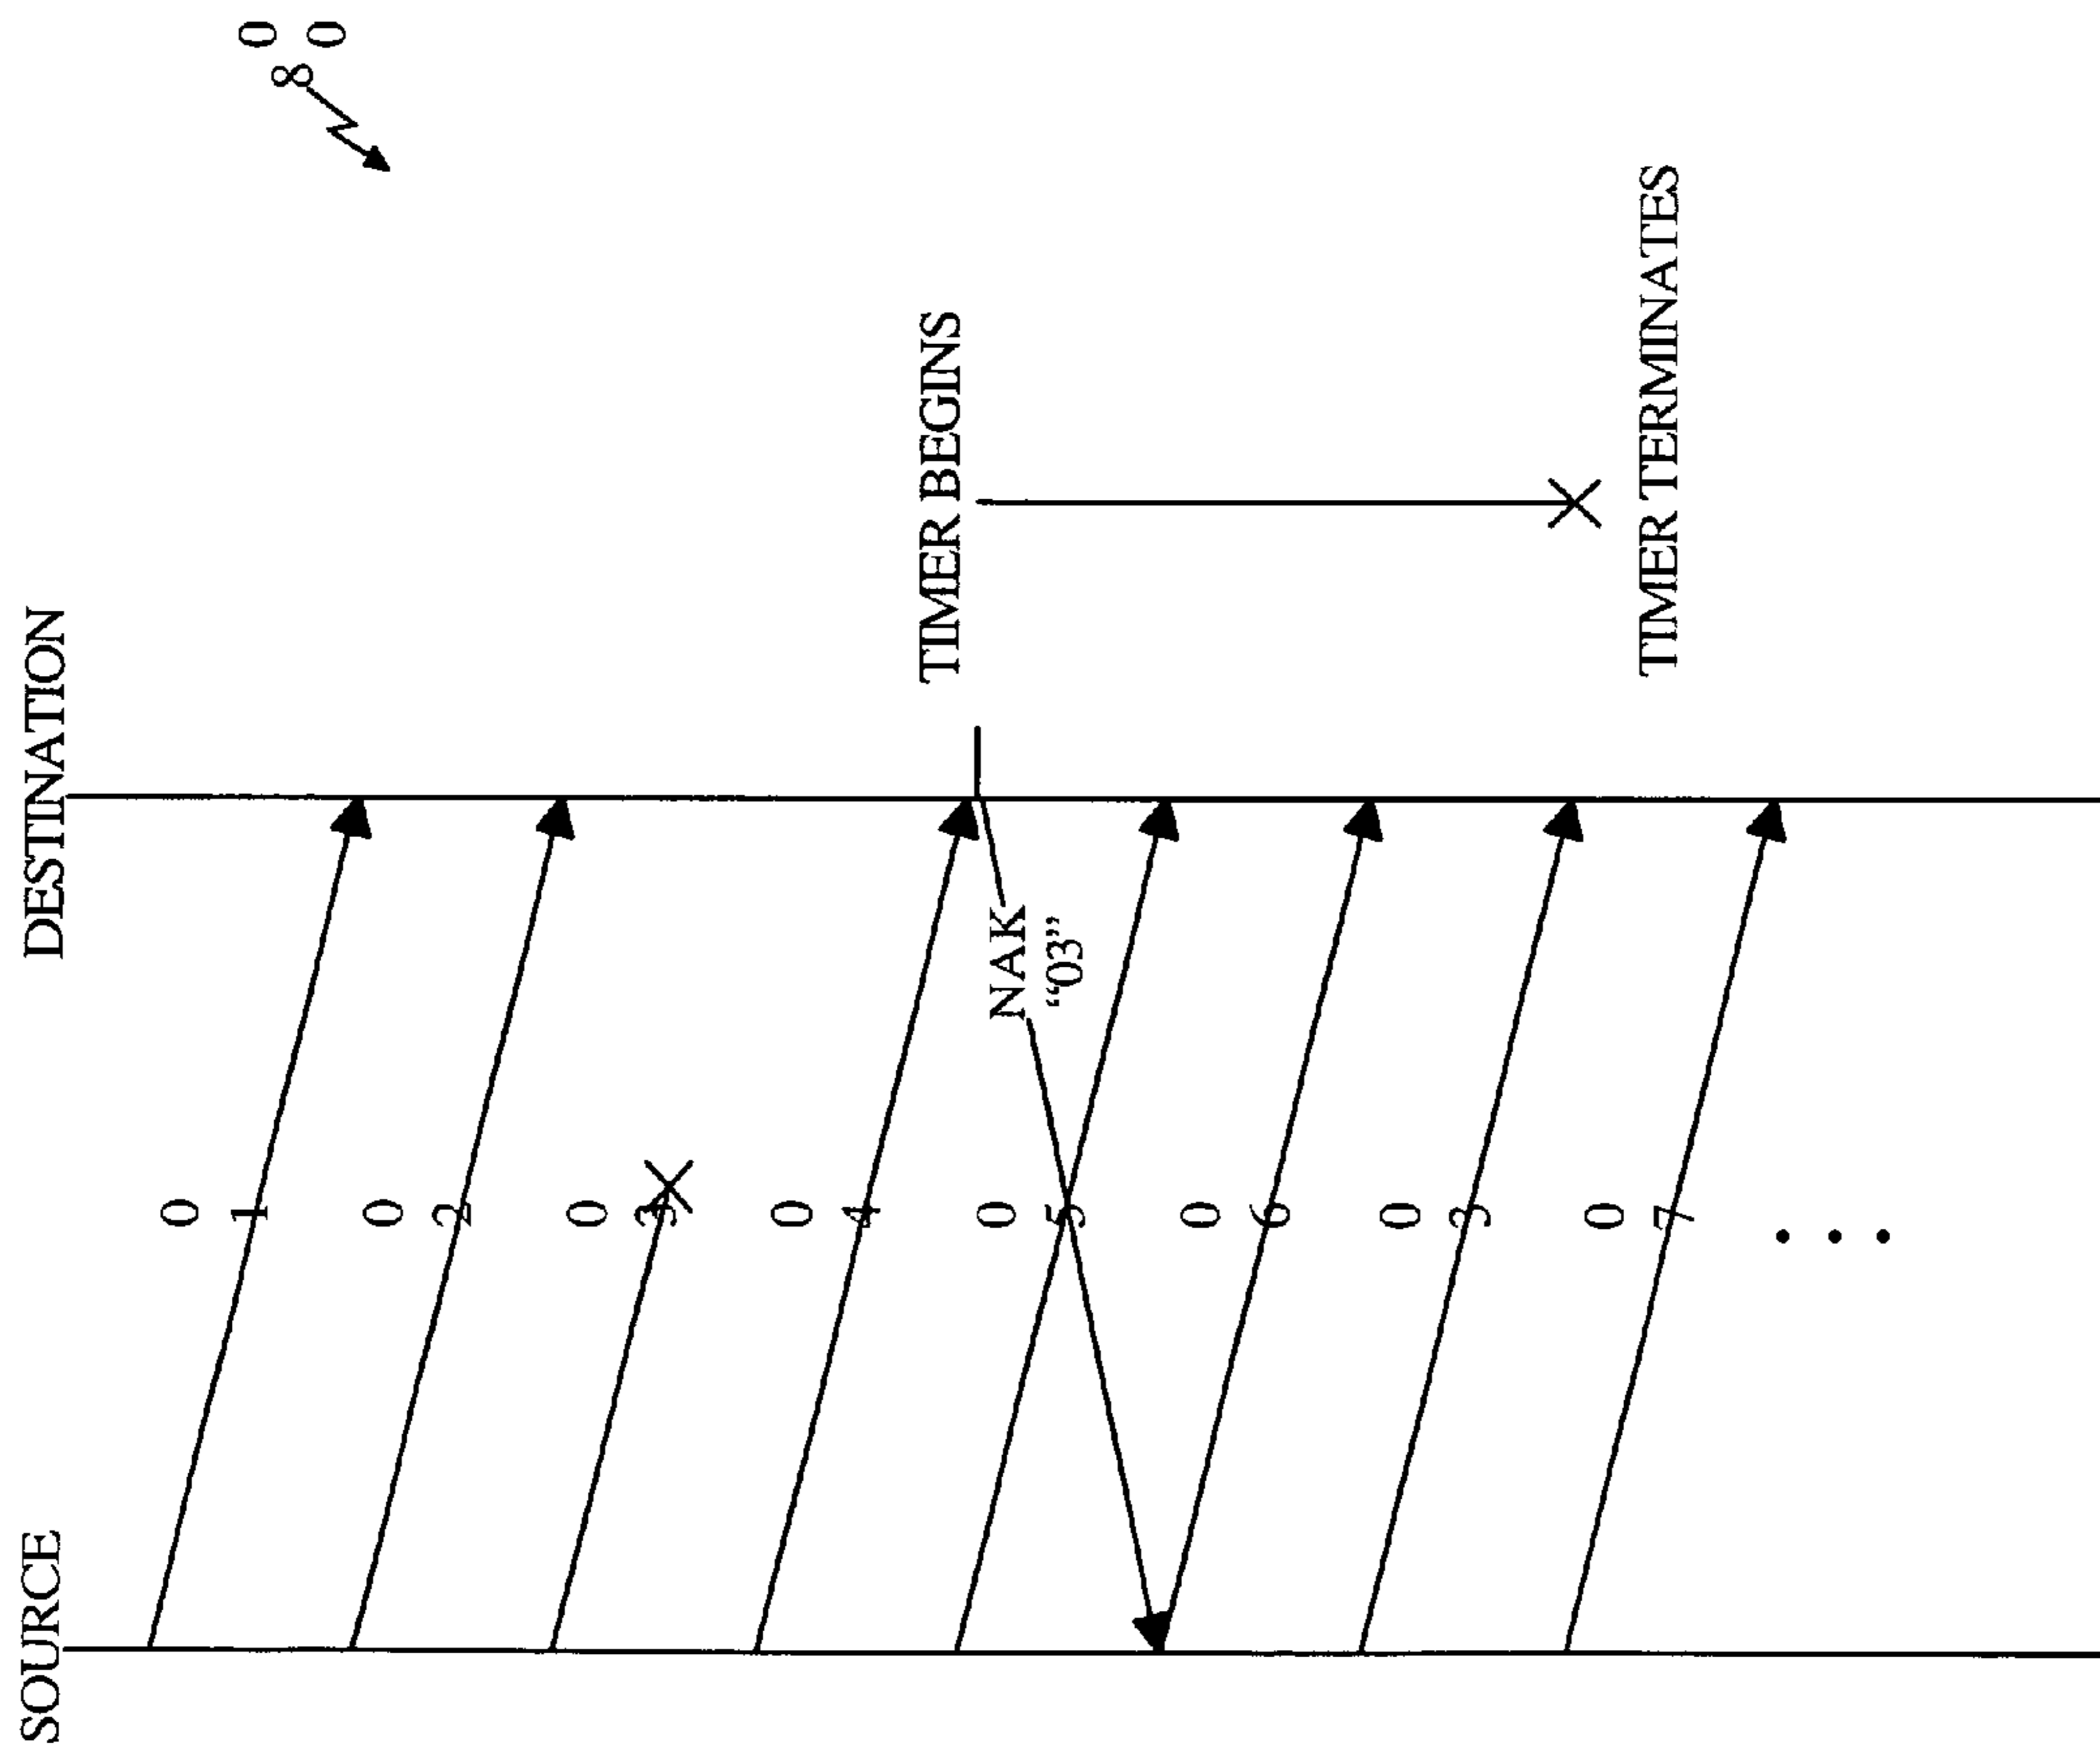 SOURCE
DESTINATION
800
01
02
03
04
TIMER BEGINS
NAK
“03”
05
06
03
07
TIMER TERMINATES